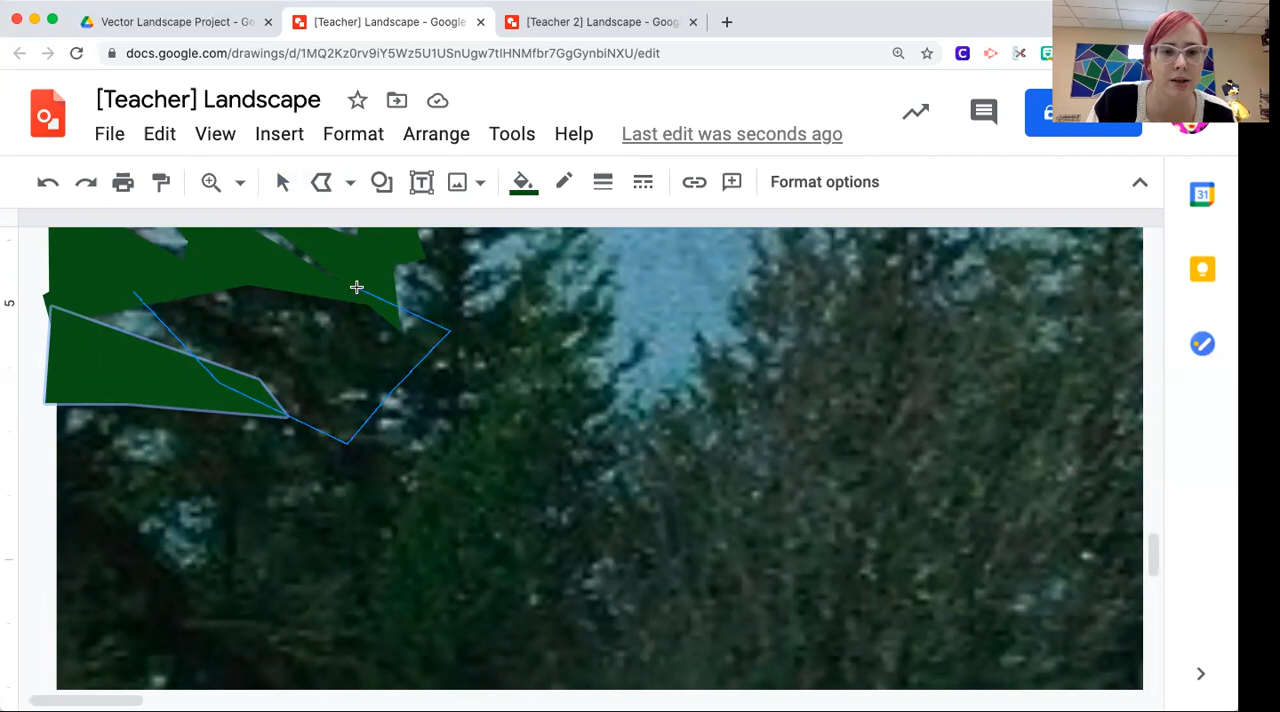 Vector Landscape Project - Go
[Teacher] Landscape - Google
[Teacher 2] Landscape - Goog
docs.google.com/drawings/d/1MQ2Kz0rv9iY5Wz5U1USnUgw7tIHNMfbr7GgGynbiNXU/edit
[Teacher] Landscape
File Edit View Insert Format Arrange Tools Help Last edit was seconds ago
Format options
31
5